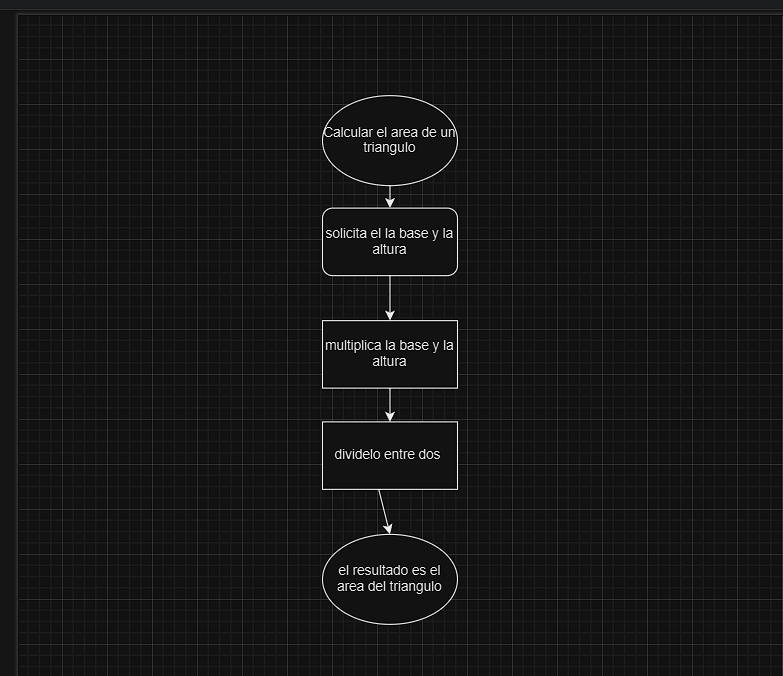 Calcular el area de un
triangulo
solicita el la base y la
altura
multiplica la base y la
altura
dividelo entre dos
el resultado es el
area del triangulo